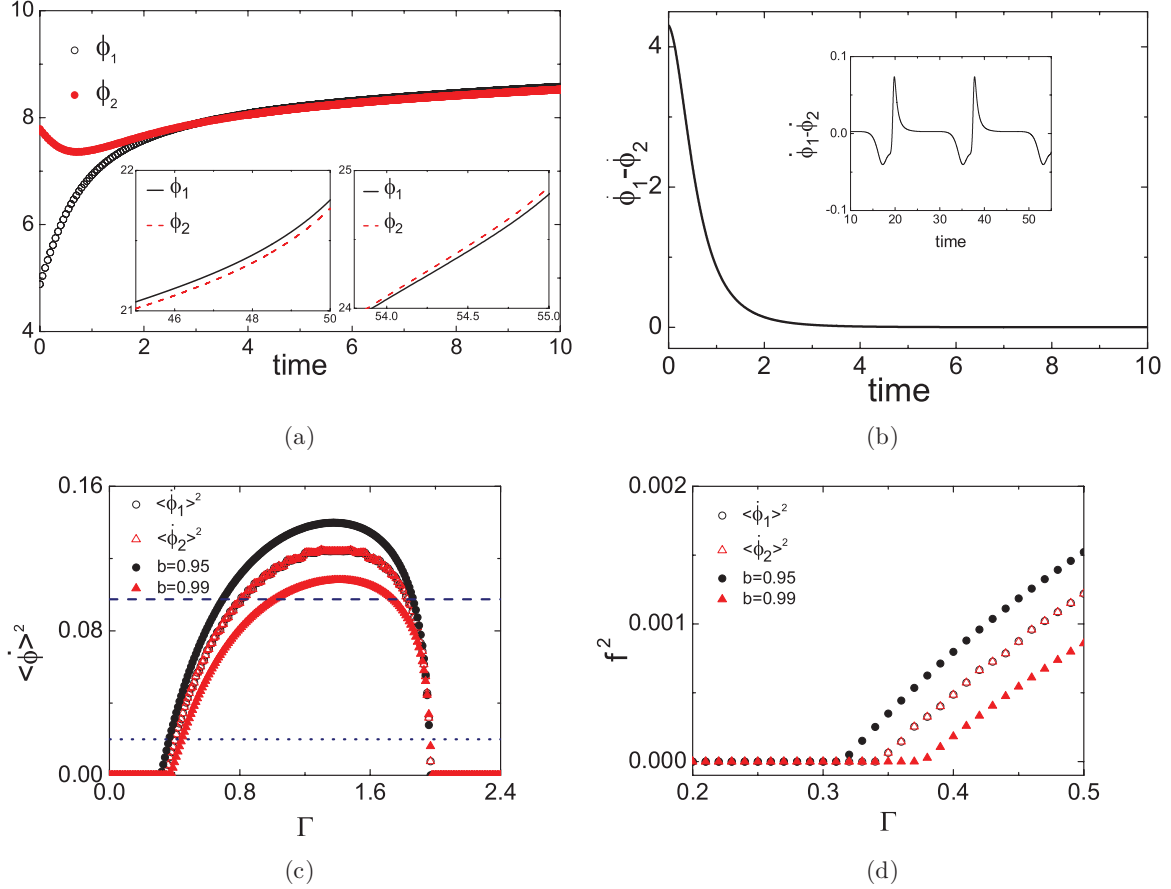 10
8
6
4
ϕ1
ϕ2
22
21
ϕ1
ϕ2
46 48 50
25
24
ϕ1
ϕ2
54.0 54.5 55.0
0 2 4 6 8 10
time
(a)
4
2
0
ϕ̇1-ϕ̇2
0.1
0.0
-0.1
ϕ̇1-ϕ̇2
10 20 30 40 50
time
0 2 4 6 8 10
time
(b)
0.16
0.08
0.00
<ϕ̇>²
<ϕ̇1>²
<ϕ̇2>²
b=0.95
b=0.99
0.0 0.8 1.6 2.4
Γ
(c)
0.002
0.001
0.000
f²
<ϕ̇1>²
<ϕ̇2>²
b=0.95
b=0.99
0.2 0.3 0.4 0.5
Γ
(d)